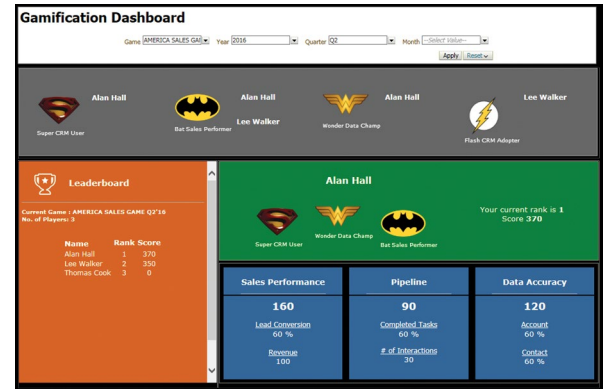 Gamification Dashboard
Game AMERICA SALES GAI Year 2016 Quarter Q2 Month --Select Value--
Apply Reset
Alan Hall
Super CRM User
Alan Hall
Lee Walker
Bat Sales Performer
Alan Hall
Wonder Data Champ
Lee Walker
Flash CRM Adopter
Leaderboard
Current Game : AMERICA SALES GAME Q2'16
No. of Players: 3
Name Rank Score
Alan Hall 1 370
Lee Walker 2 350
Thomas Cook 3 0
Alan Hall
Super CRM User
Wonder Data Champ
Bat Sales Performer
Your current rank is 1
Score 370
Sales Performance
160
Lead Conversion
60 %
Revenue
100
Pipeline
90
Completed Tasks
60 %
# of Interactions
30
Data Accuracy
120
Account
60 %
Contact
60 %